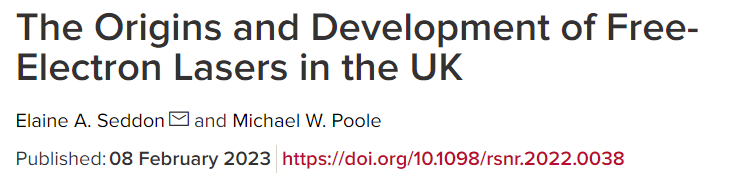 The Origins and Development of Free-
Electron Lasers in the UK
Elaine A. Seddon and Michael W. Poole
Published: 08 February 2023 https://doi.org/10.1098/rsnr.2022.0038